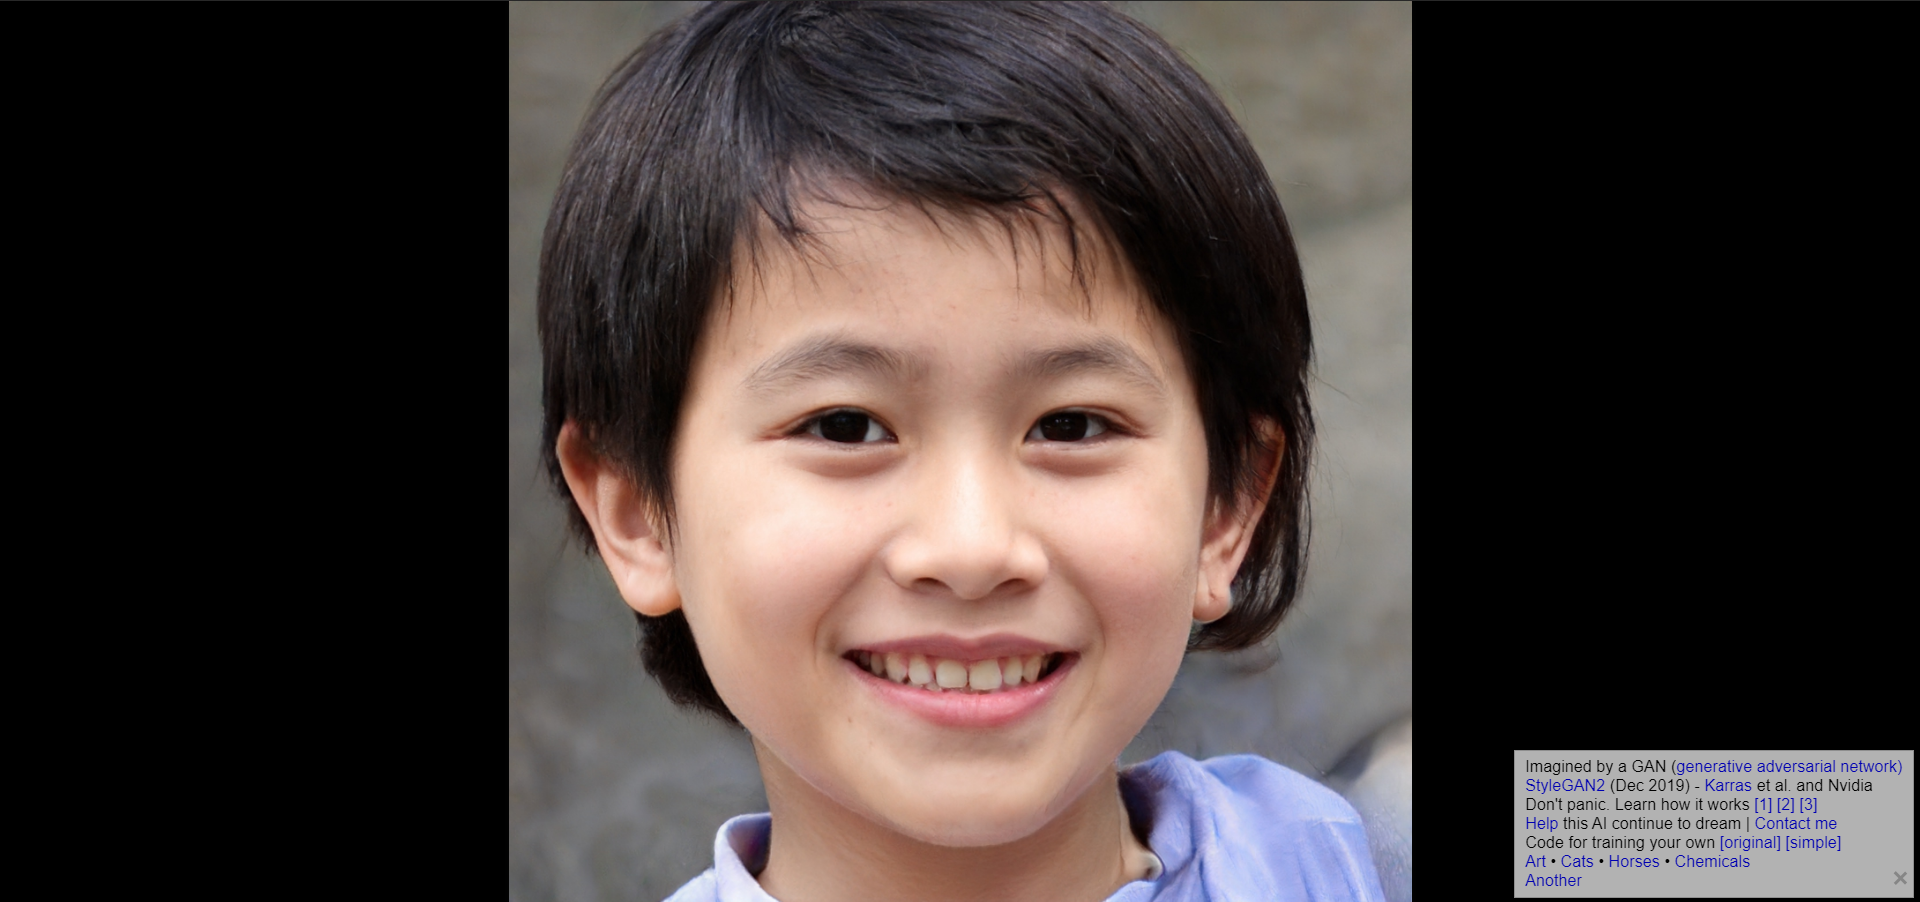 Imagined by a GAN (generative adversarial network)
StyleGAN2 (Dec 2019) - Karras et al. and Nvidia
Don't panic. Learn how it works [1] [2] [3]
Help this AI continue to dream | Contact me
Code for training your own [original] [simple]
Art • Cats • Horses • Chemicals
Another